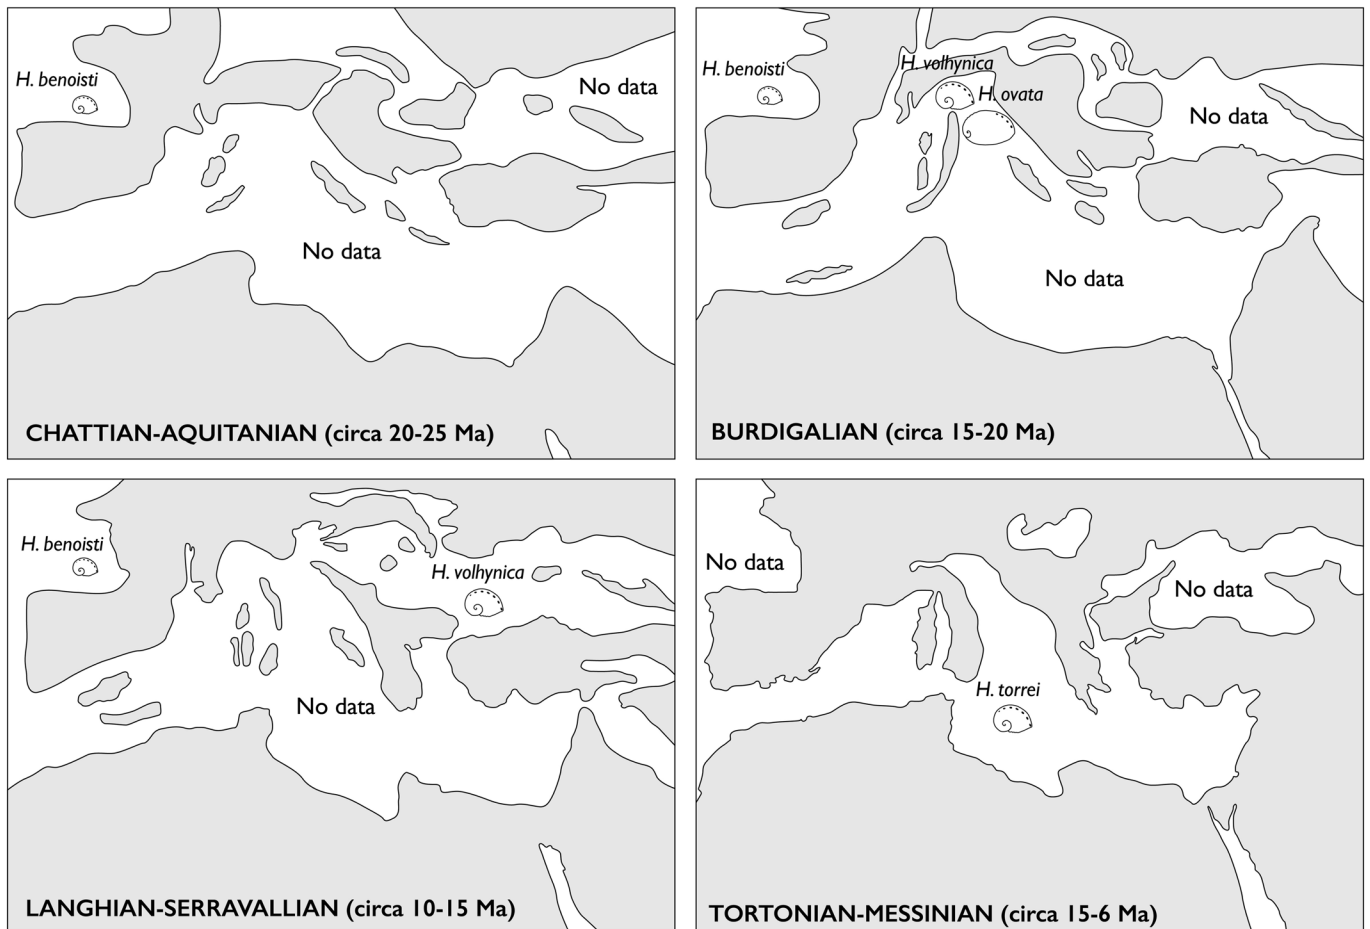 H. benoisti
No data
No data
CHATTIAN-AQUITANIAN (circa 20-25 Ma)
H. benoisti
H. volhynica
H. ovata
No data
No data
BURDIGALIAN (circa 15-20 Ma)
H. benoisti
H. volhynica
No data
LANGHIAN-SERRAVALLIAN (circa 10-15 Ma)
No data
No data
H. torrei
TORTONIAN-MESSINIAN (circa 15-6 Ma)